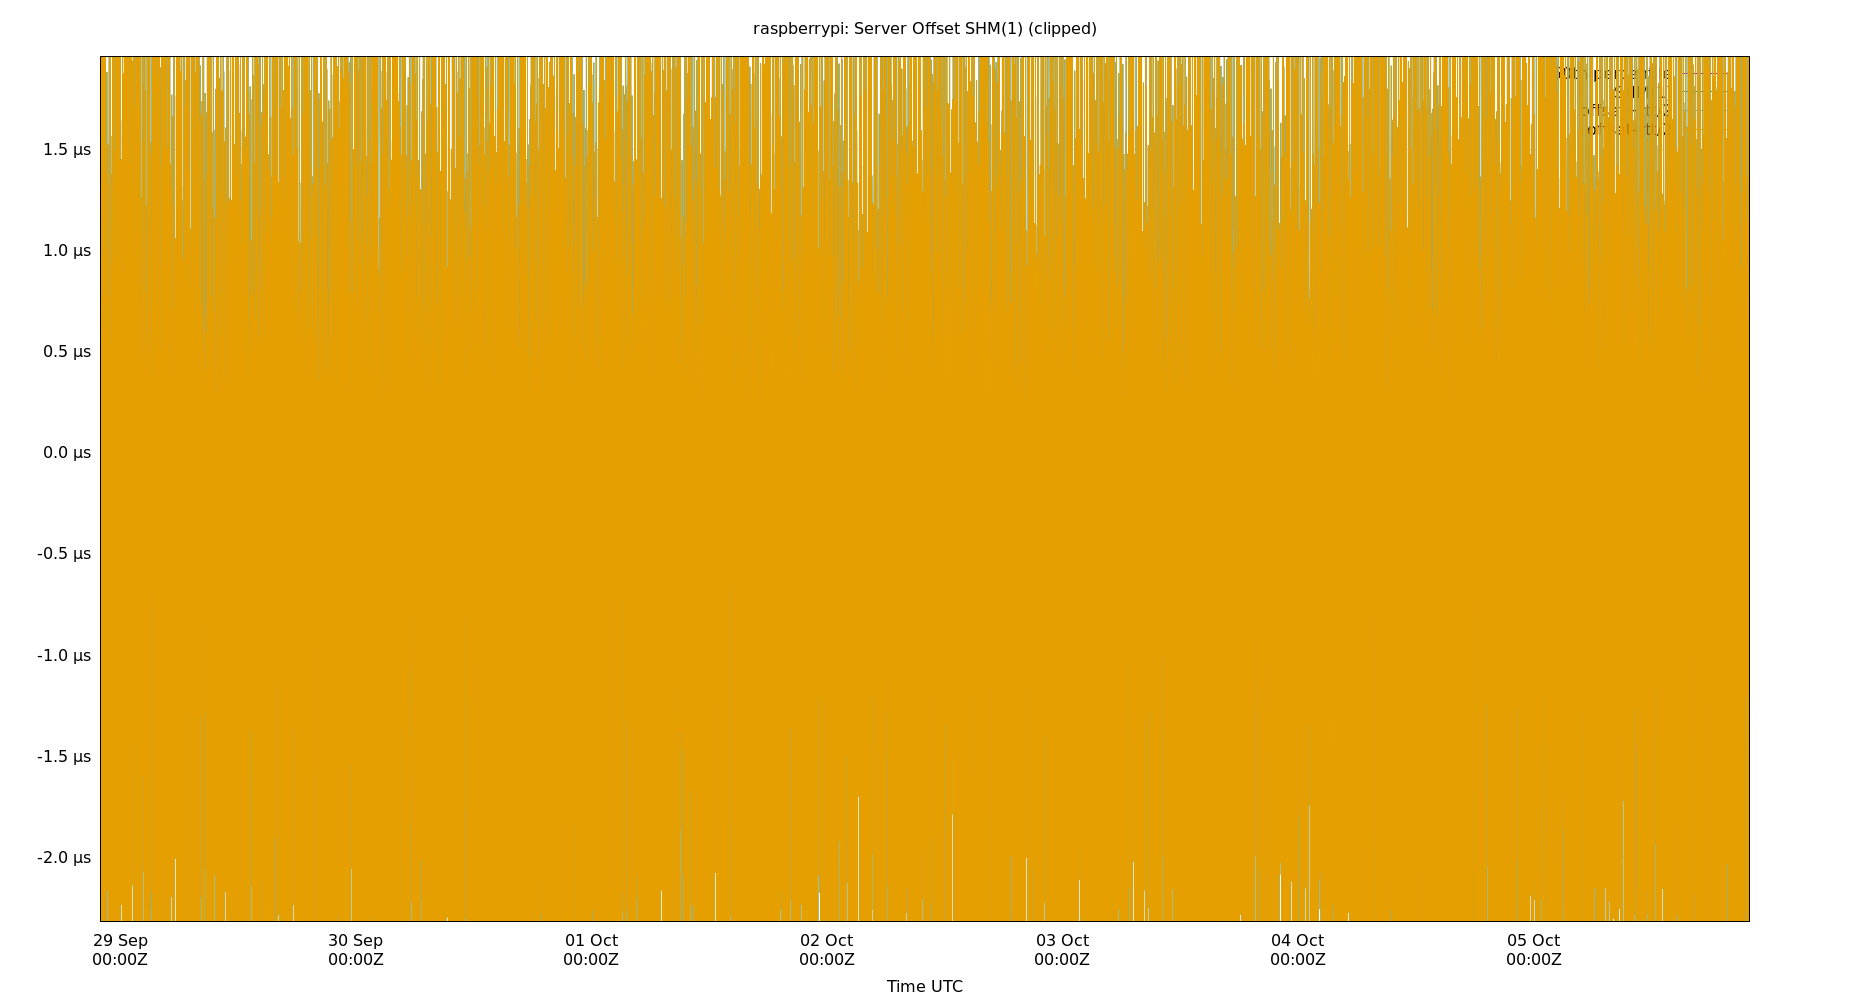 raspberrypi: Server Offset SHM(1) (clipped)
1.5 µs
1.0 µs
0.5 µs
0.0 µs
-0.5 µs
-1.0 µs
-1.5 µs
-2.0 µs
29 Sep 30 Sep 01 Oct 02 Oct 03 Oct 04 Oct 05 Oct
00:00Z 00:00Z 00:00Z 00:00Z 00:00Z 00:00Z 00:00Z
Time UTC